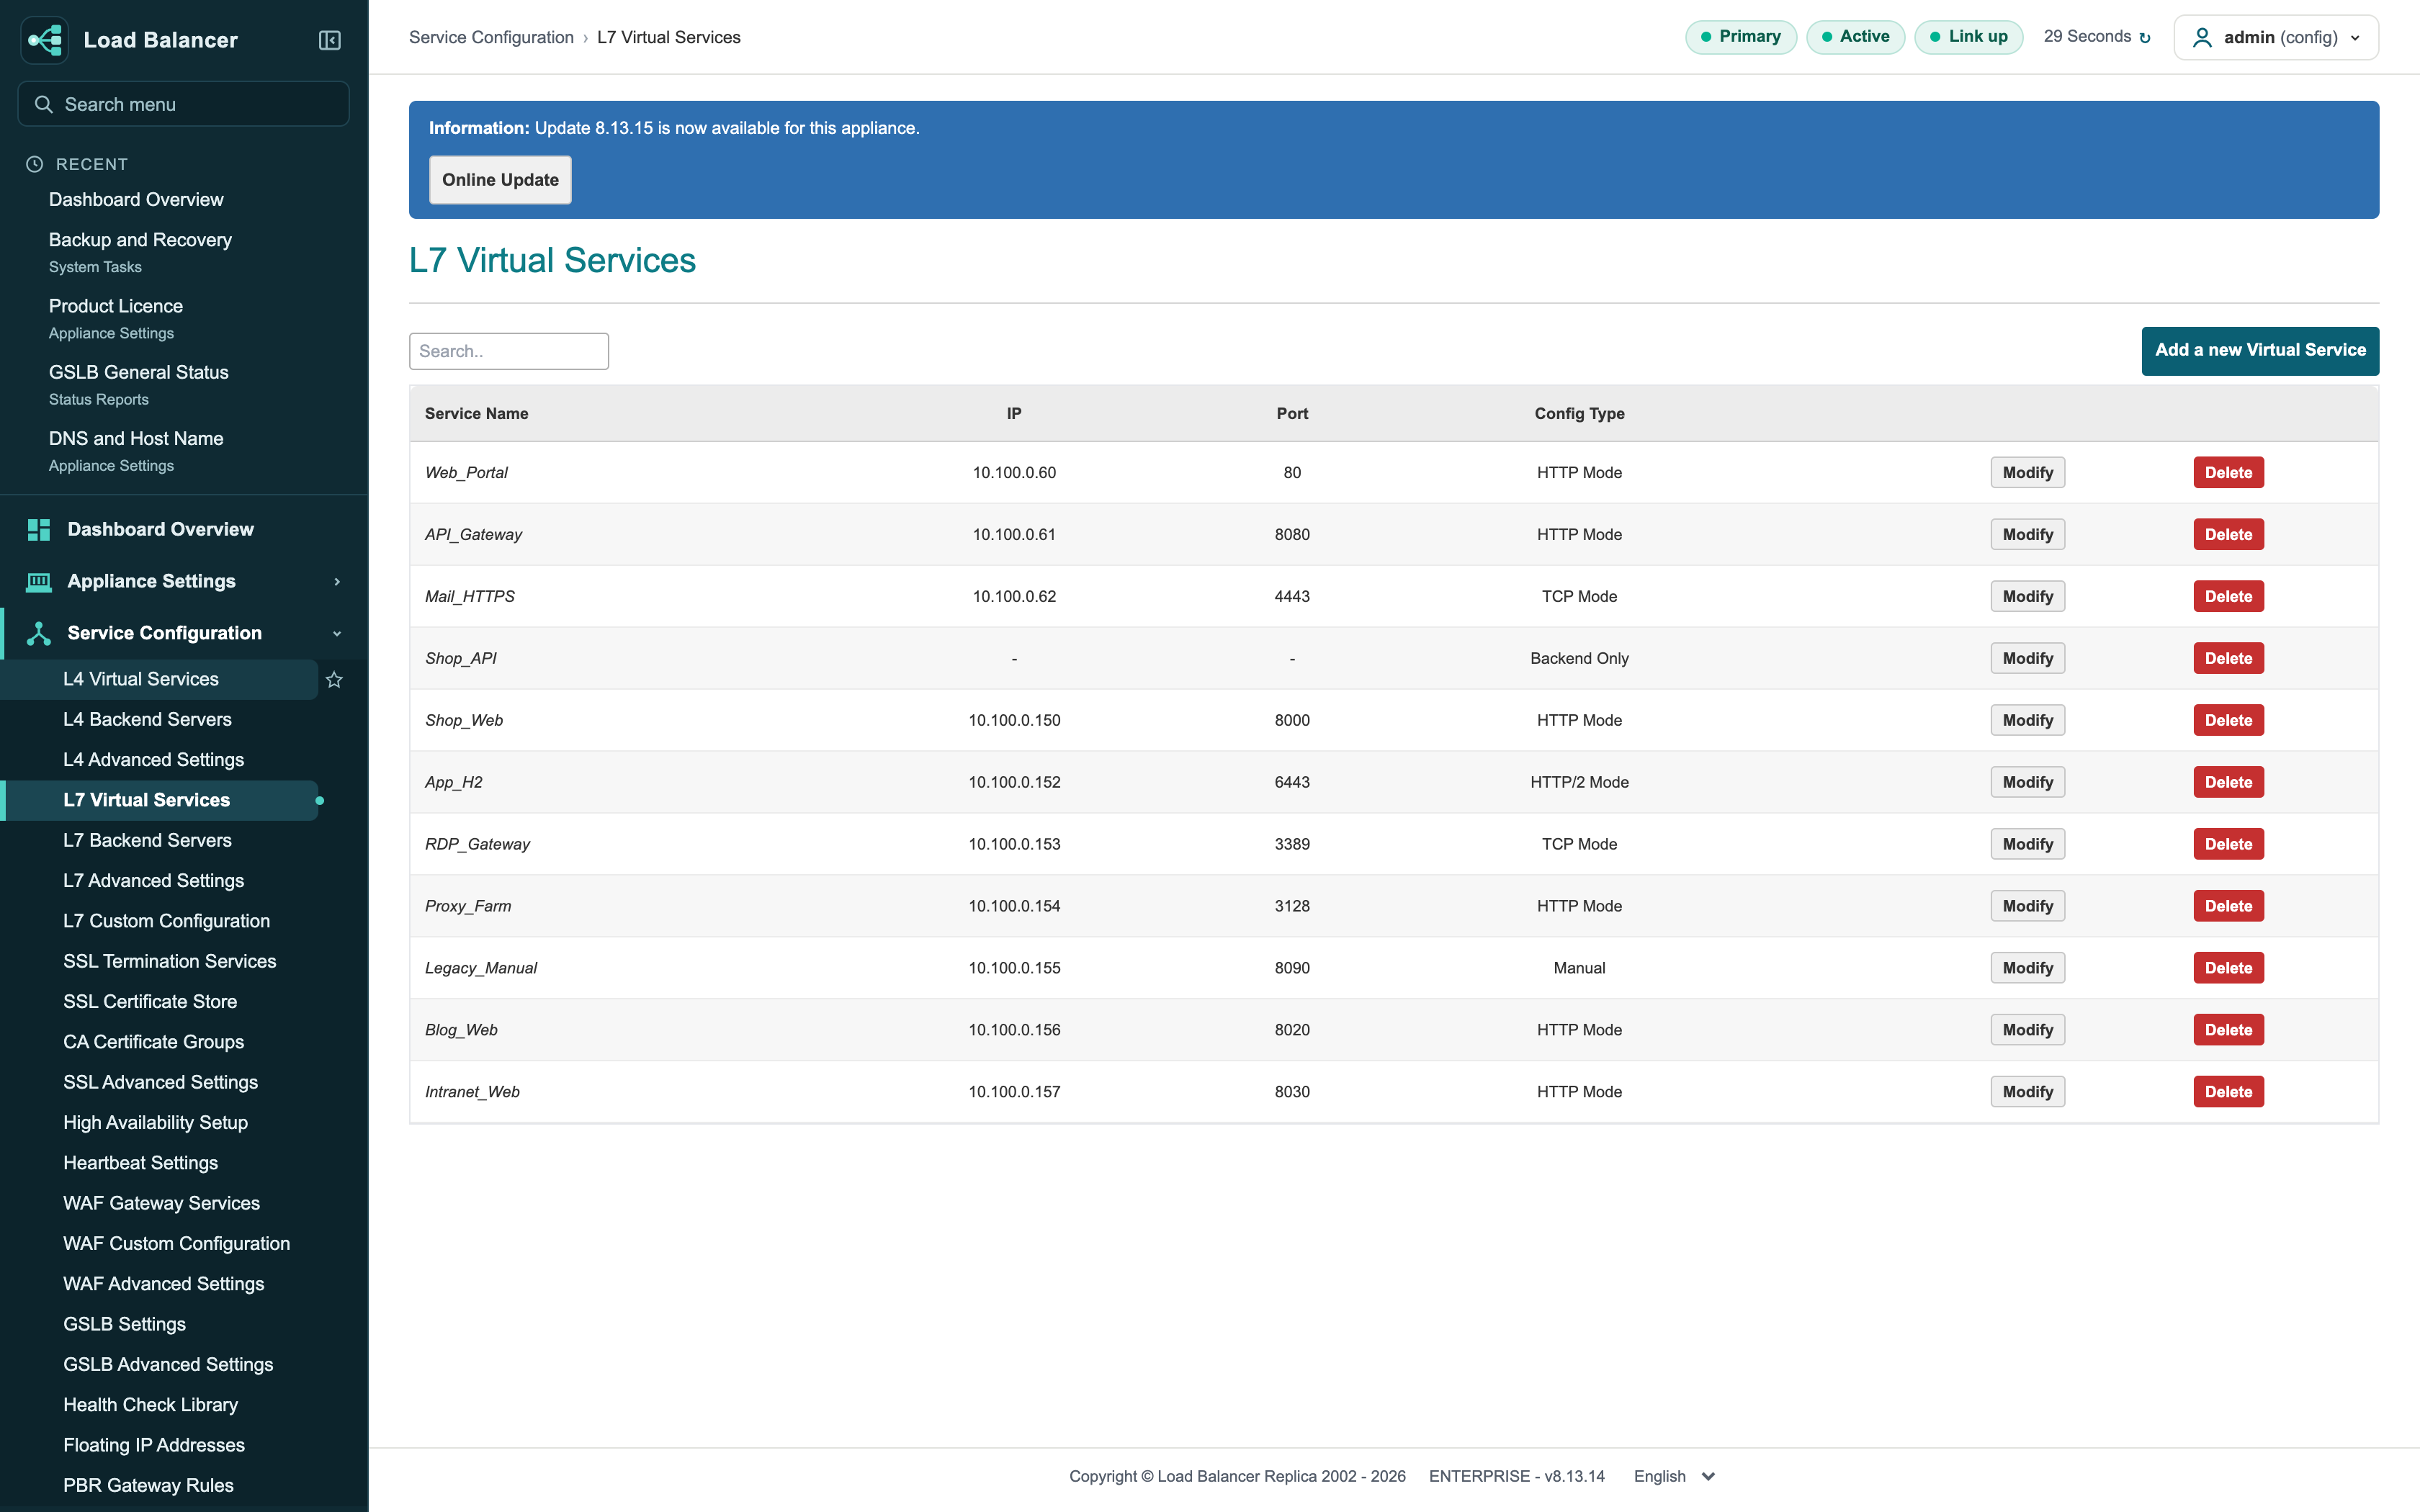 Load Balancer
Search menu
RECENT
Dashboard Overview
Backup and Recovery
System Tasks
Product Licence
Appliance Settings
GSLB General Status
Status Reports
DNS and Host Name
Appliance Settings
Dashboard Overview
Appliance Settings
Service Configuration
L4 Virtual Services
L4 Backend Servers
L4 Advanced Settings
L7 Virtual Services
L7 Backend Servers
L7 Advanced Settings
L7 Custom Configuration
SSL Termination Services
SSL Certificate Store
CA Certificate Groups
SSL Advanced Settings
High Availability Setup
Heartbeat Settings
WAF Gateway Services
WAF Custom Configuration
WAF Advanced Settings
GSLB Settings
GSLB Advanced Settings
Health Check Library
Floating IP Addresses
PBR Gateway Rules
Service Configuration › L7 Virtual Services
Primary Active Link up 29 Seconds ↻ admin (config)
Information: Update 8.13.15 is now available for this appliance.
Online Update
L7 Virtual Services
Search..
Add a new Virtual Service
Service Name IP Port Config Type
Web_Portal 10.100.0.60 80 HTTP Mode Modify Delete
API_Gateway 10.100.0.61 8080 HTTP Mode Modify Delete
Mail_HTTPS 10.100.0.62 4443 TCP Mode Modify Delete
Shop_API - - Backend Only Modify Delete
Shop_Web 10.100.0.150 8000 HTTP Mode Modify Delete
App_H2 10.100.0.152 6443 HTTP/2 Mode Modify Delete
RDP_Gateway 10.100.0.153 3389 TCP Mode Modify Delete
Proxy_Farm 10.100.0.154 3128 HTTP Mode Modify Delete
Legacy_Manual 10.100.0.155 8090 Manual Modify Delete
Blog_Web 10.100.0.156 8020 HTTP Mode Modify Delete
Intranet_Web 10.100.0.157 8030 HTTP Mode Modify Delete
Copyright © Load Balancer Replica 2002 - 2026 ENTERPRISE - v8.13.14 English